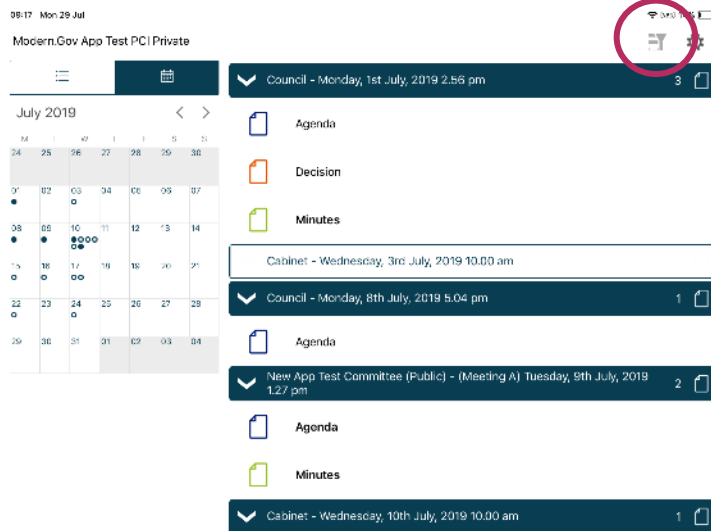 09:17 Mon 29 Jul
Modern.Gov App Test PCI Private
July 2019
M T W T F S S
24 25 26 27 28 29 30
01 02 03 04 05 06 07
08 09 10 11 12 13 14
15 16 17 18 19 20 21
22 23 24 25 26 27 28
29 30 31 01 02 03 04
Council - Monday, 1st July, 2019 2.56 pm 3
Agenda
Decision
Minutes
Cabinet - Wednesday, 3rd July, 2019 10.00 am
Council - Monday, 8th July, 2019 5.04 pm 1
Agenda
New App Test Committee (Public) - (Meeting A) Tuesday, 9th July, 2019
1.27 pm 2
Agenda
Minutes
Cabinet - Wednesday, 10th July, 2019 10.00 am 1